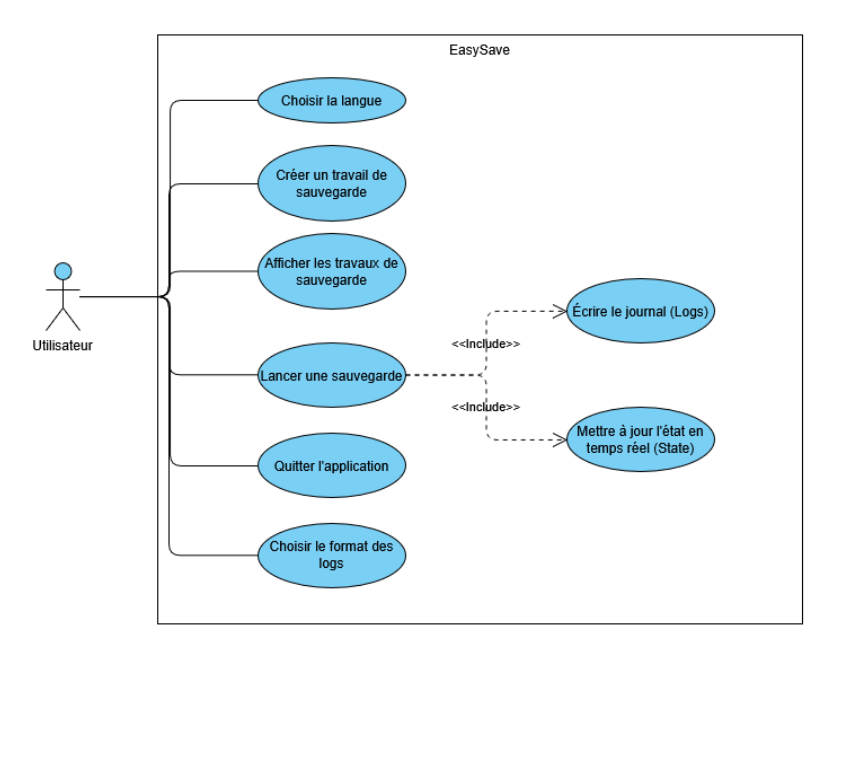 EasySave
Choisir la langue
Créer un travail de
sauvegarde
Afficher les travaux de
sauvegarde
Utilisateur
Lancer une sauvegarde
<<Include>>
Écrire le journal (Logs)
<<Include>>
Mettre à jour l'état en
temps réel (State)
Quitter l'application
Choisir le format des
logs